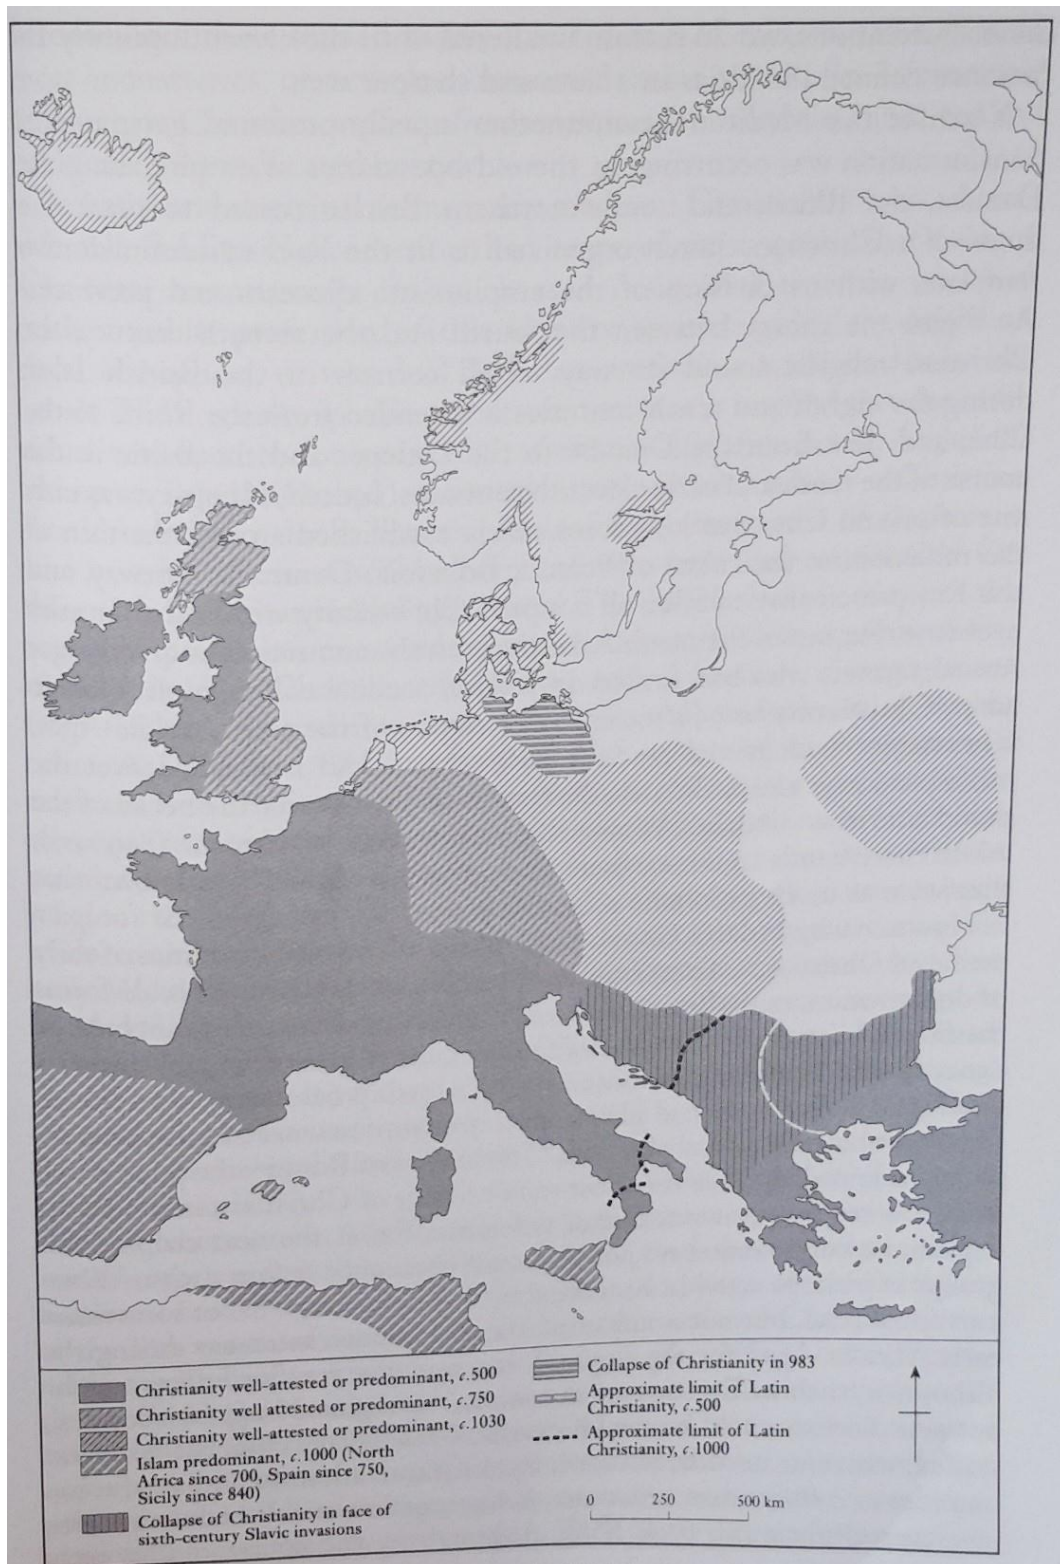 Christianity well-attested or predominant, c.500
Christianity well attested or predominant, c.750
Christianity well-attested or predominant, c.1030
Islam predominant, c.1000 (North
Africa since 700, Spain since 750,
Sicily since 840)
Collapse of Christianity in face of
sixth-century Slavic invasions
Collapse of Christianity in 983
Approximate limit of Latin
Christianity, c.500
Approximate limit of Latin
Christianity, c.1000
0 250 500 km